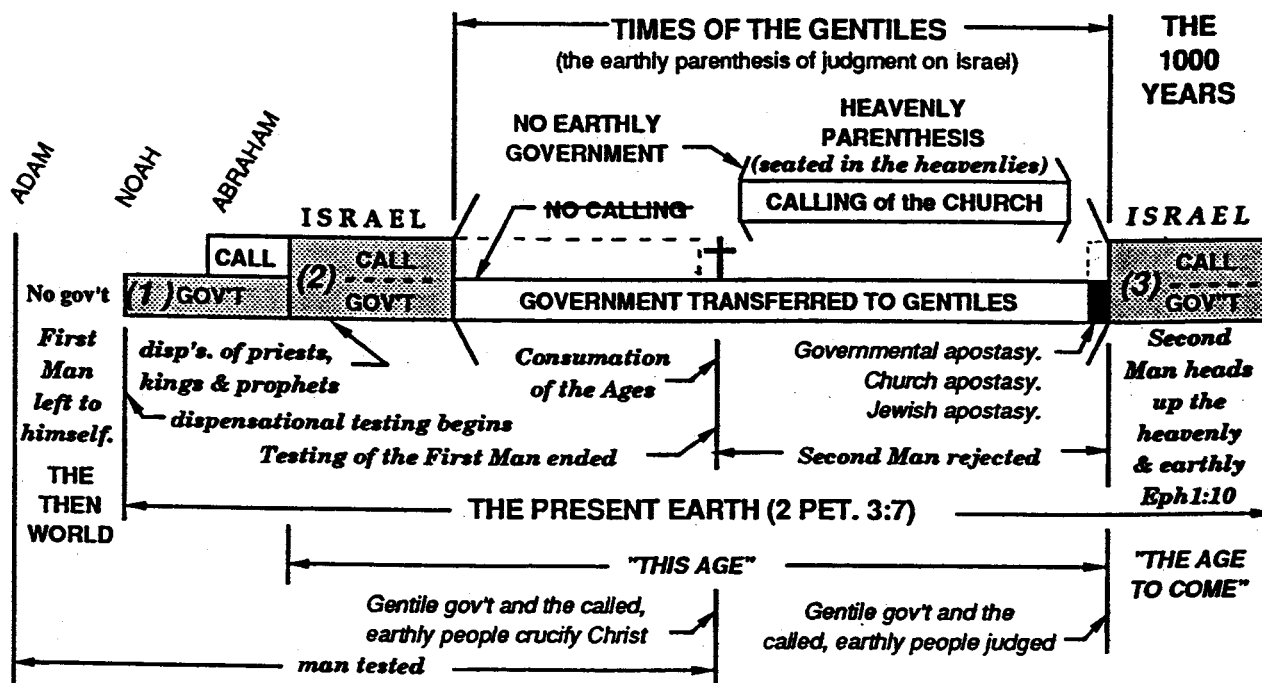 TIMES OF THE GENTILES
(the earthly parenthesis of judgment on Israel)
THE
1000
YEARS
ADAM
NOAH
ABRAHAM
NO EARTHLY
GOVERNMENT
HEAVENLY
PARENTHESIS
(seated in the heavenlies)
CALLING of the CHURCH
ISRAEL
NO CALLING
ISRAEL
CALL
(2) CALL
GOV'T
(3) CALL
GOV"T
No gov't
(1) GOV'T
GOVERNMENT TRANSFERRED TO GENTILES
First
Man
left to
himself.
disp's. of priests,
kings & prophets
dispensational testing begins
Consumation
of the Ages
Testing of the First Man ended
Governmental apostasy.
Church apostasy.
Jewish apostasy.
Second Man rejected
Second
Man heads
up the
heavenly
& earthly
Eph1:10
THE
THEN
WORLD
THE PRESENT EARTH (2 PET. 3:7)
"THIS AGE"
"THE AGE
TO COME"
Gentile gov't and the called,
earthly people crucify Christ
Gentile gov't and the
called, earthly people judged
man tested